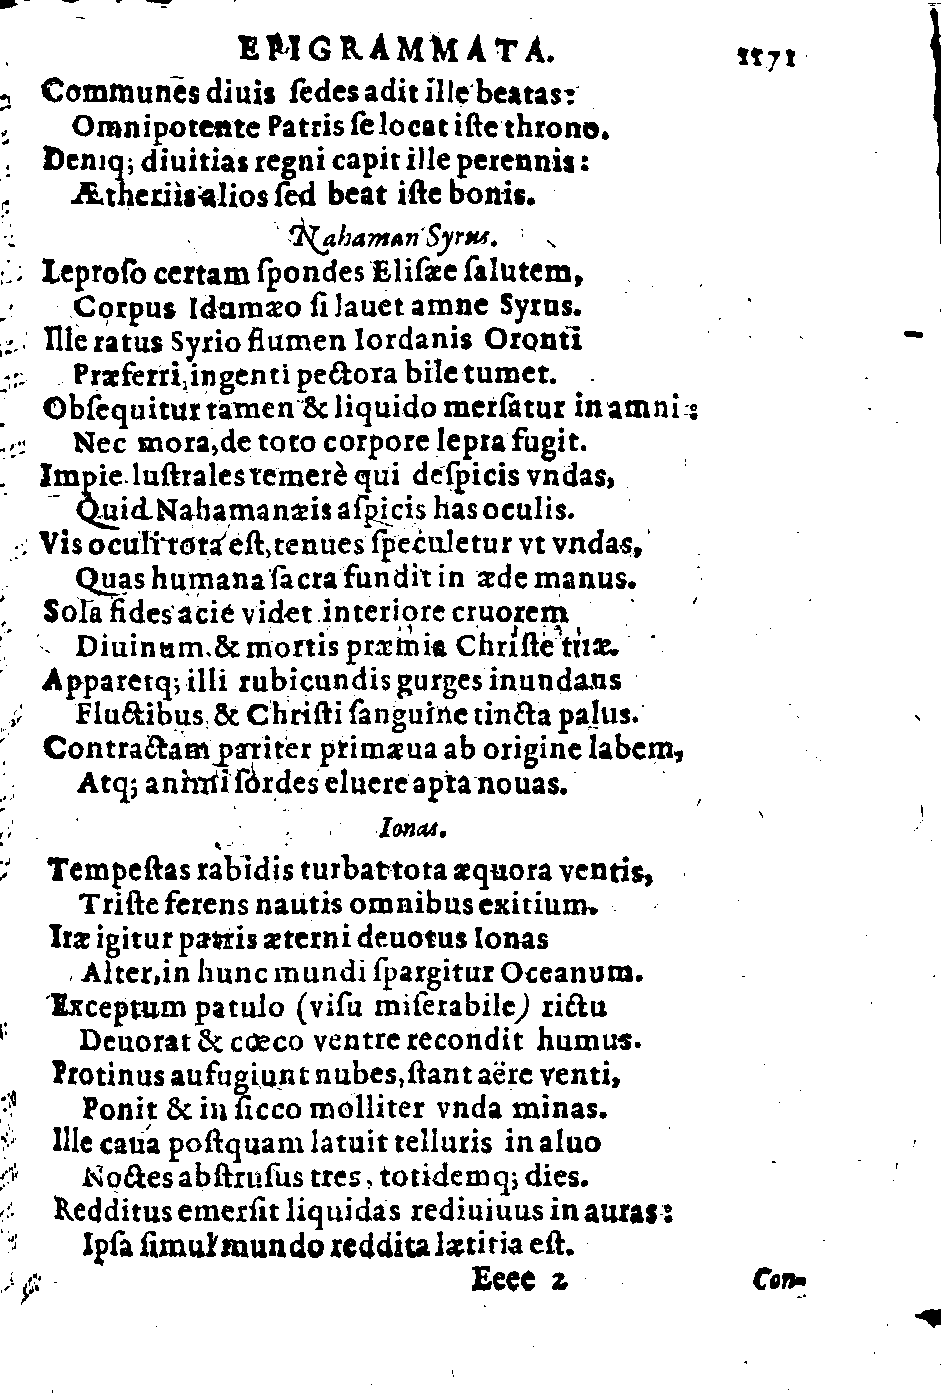 EPIGRAMMATA. 1171
Communes diuis ſedes adit ille beatas:
Omnipotente Patris ſe locat iſte throno.
Deniq; diuitias regni capit ille perennis:
Ætheriis alios ſed beat iſte bonis.
Nahaman Syrus.
Leproſo certam ſpondes Eliſæe ſalutem,
Corpus Idumæo ſi lauet amne Syrus.
Ille ratus Syrio flumen Iordanis Oronti
Præferri, ingenti pectora bile tumet.
Obſequitur tamen & liquido merſatur in amni:
Nec mora, de toto corpore lepra fugit.
Impie luſtrales temerè qui deſpicis vndas,
Quid Nahamanæis aſpicis has oculis.
Vis oculi tota eſt, tenues ſpeculetur vt vndas,
Quas humana ſacra fundit in æde manus.
Sola fides acie videt interiore cruorem
Diuinum, & mortis præmia Chriſte tuæ.
Apparetq; illi rubicundis gurges inundans
Fluctibus, & Chriſti ſanguine tincta palus.
Contractam pariter primæua ab origine labem,
Atq; animi ſordes eluere apta nouas.
Ionas.
Tempeſtas rabidis turbat tota æquora ventis,
Triſte ferens nautis omnibus exitium.
Iræ igitur patris æterni deuotus Ionas
Alter, in hunc mundi ſpargitur Oceanum.
Exceptum patulo (viſu miſerabile) rictu
Deuorat & cœco ventre recondit humus.
Protinus aufugiunt nubes, ſtant aëre venti,
Ponit & in ſicco molliter vnda minas.
Ille caua poſtquam latuit telluris in aluo
Noctes abſtruſus tres, totidemq; dies.
Redditus emerſit liquidas rediuiuus in auras:
Ipſa ſimul mundo reddita lætitia eſt.
Eeee 2 Con-